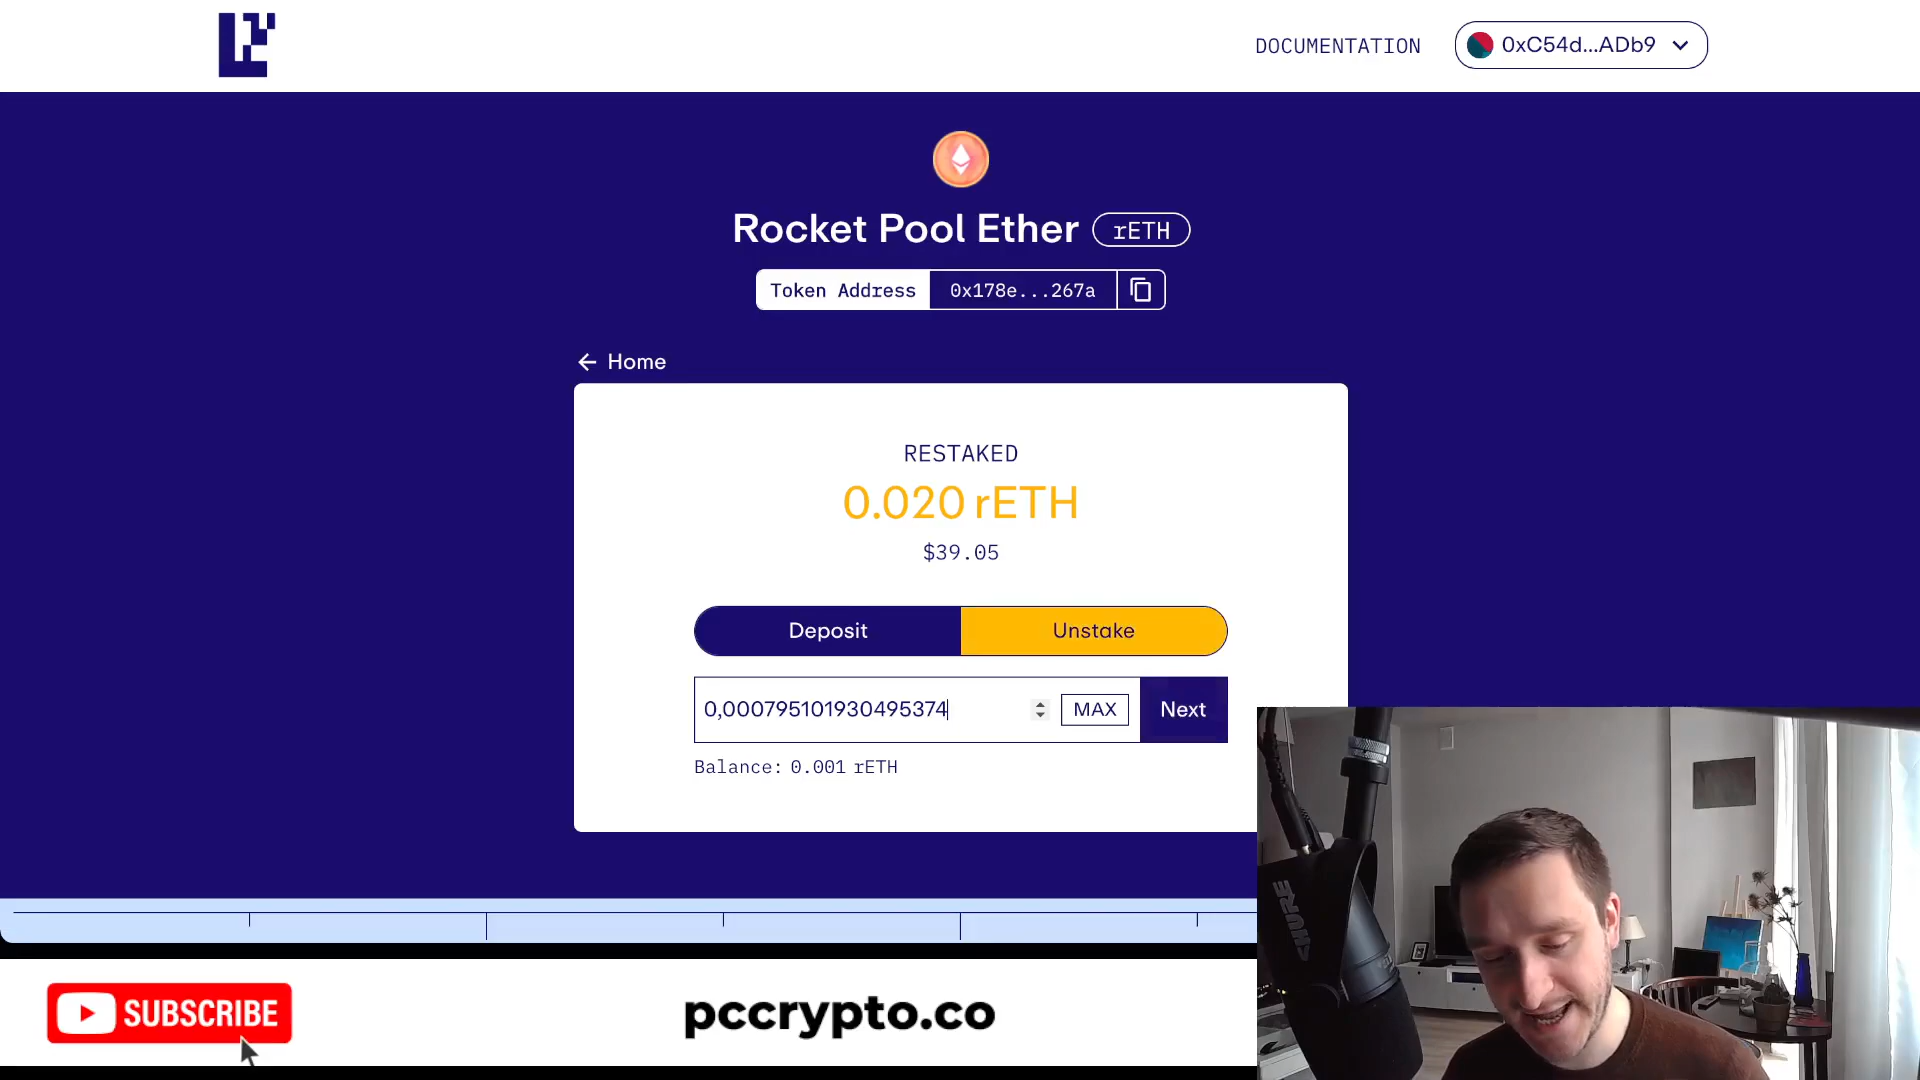 DOCUMENTATION
0xC54d...ADb9
Rocket Pool Ether rETH
Token Address 0x178e...267a
← Home
RESTAKED
0.020 rETH
$39.05
Deposit Unstake
0,000795101930495374 MAX Next
Balance: 0.001 rETH
SHURE
SUBSCRIBE
pccrypto.co